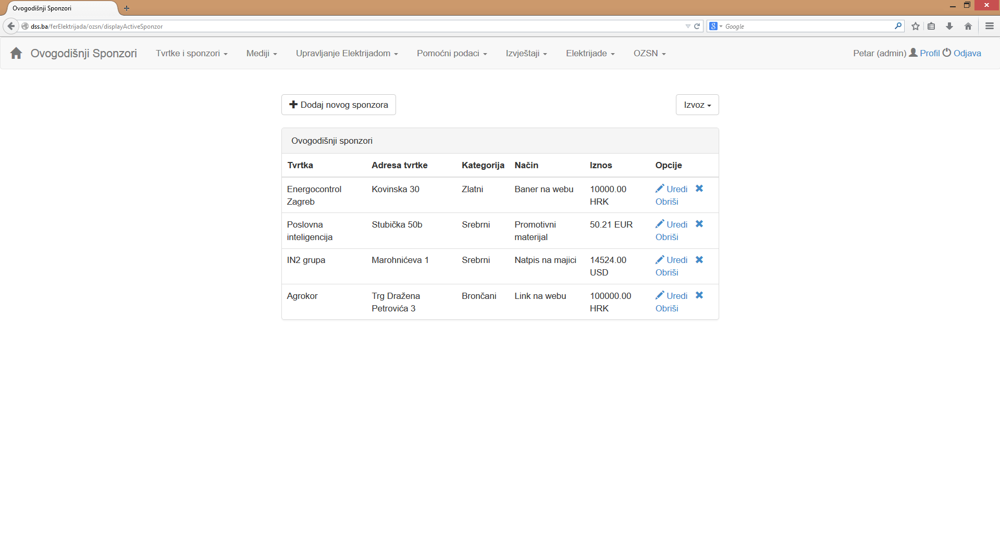 Ovogodišnji Sponzori
dss.ba/ferElektrijada/ozsn/displayActiveSponzor
Google
Ovogodišnji Sponzori Tvrtke i sponzori Mediji Upravljanje Elektrijadom Pomoćni podaci Izvještaji Elektrijade OZSN Petar (admin) Profil Odjava
Dodaj novog sponzora Izvoz
Ovogodišnji sponzori
Tvrtka Adresa tvrtke Kategorija Način Iznos Opcije
Energocontrol Kovinska 30 Zlatni Baner na webu 10000.00 Uredi
Zagreb HRK Obriši
Poslovna Stubička 50b Srebrni Promotivni 50.21 EUR Uredi
inteligencija materijal Obriši
IN2 grupa Marohnićeva 1 Srebrni Natpis na majici 14524.00 Uredi
USD Obriši
Agrokor Trg Dražena Brončani Link na webu 100000.00 Uredi
Petrovića 3 HRK Obriši